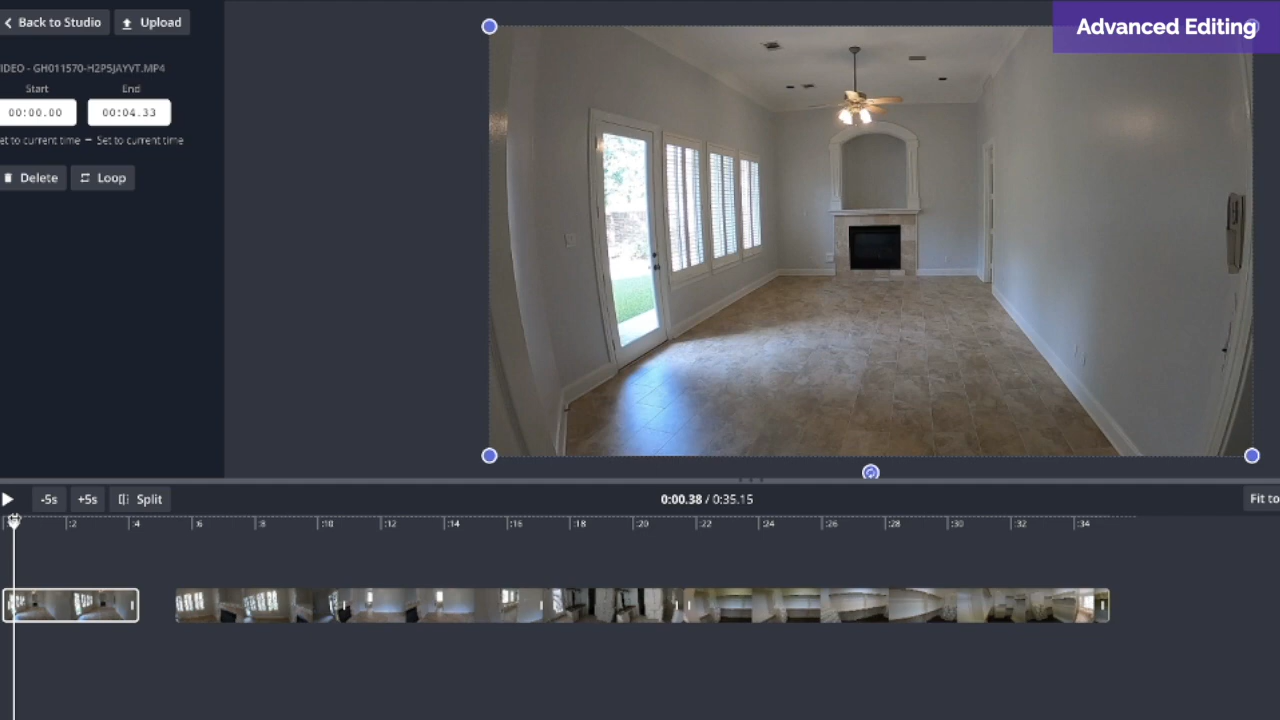 Back to Studio
Upload
Advanced Editing
IDEO - GH011570-H2P5JAYVT.MP4
Start
End
00:00.00
00:04.33
et to current time – Set to current time
Delete
Loop
-5s
+5s
Split
0:00.38 / 0:35.15
Fit to
:2 :4 :6 :8 :10 :12 :14 :16 :18 :20 :22 :24 :26 :28 :30 :32 :34